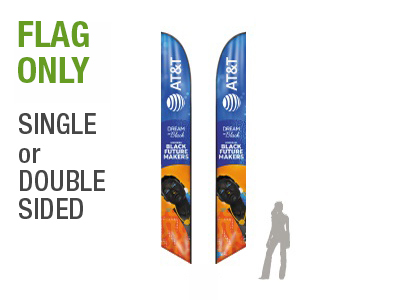 FLAG
ONLY
SINGLE
or
DOUBLE
SIDED
AT&T
DREAM
in Black
BLACK
FUTURE
MAKERS
AT&T
DREAM
in Black
BLACK
FUTURE
MAKERS